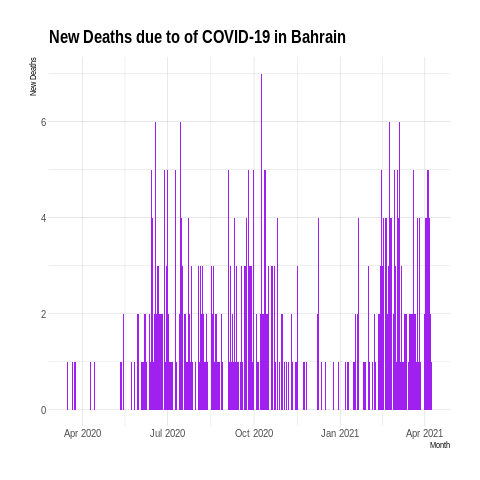 New Deaths due to of COVID-19 in Bahrain
New Deaths
6
4
2
0
Apr 2020 Jul 2020 Oct 2020 Jan 2021 Apr 2021
Month